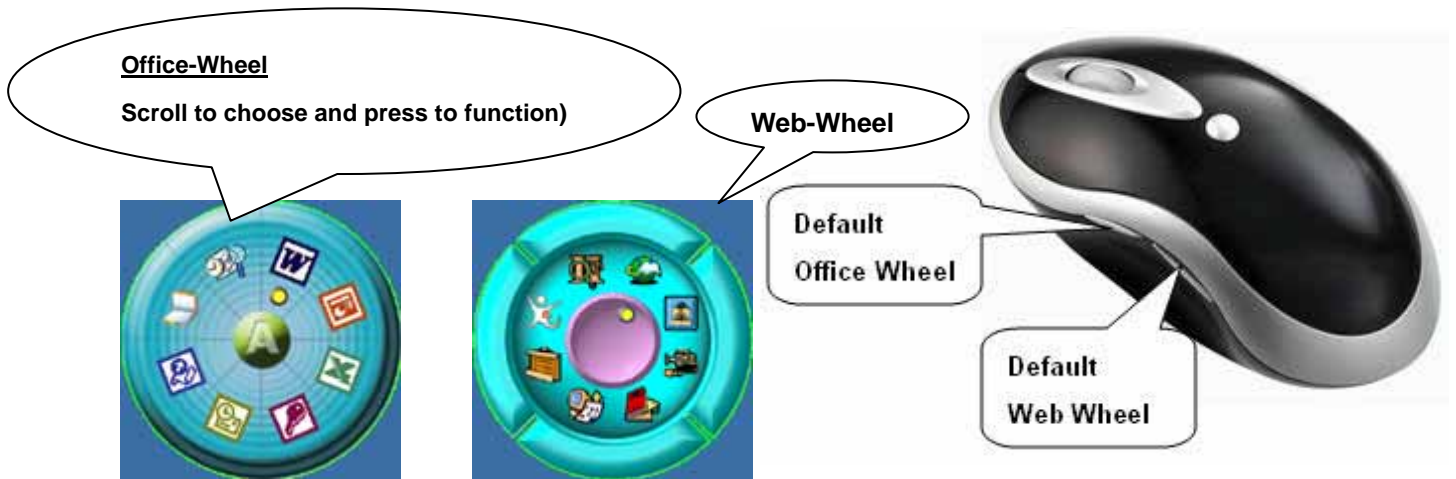 Office-Wheel
Scroll to choose and press to function)
Web-Wheel
Default
Office Wheel
Default
Web Wheel
W
A
X